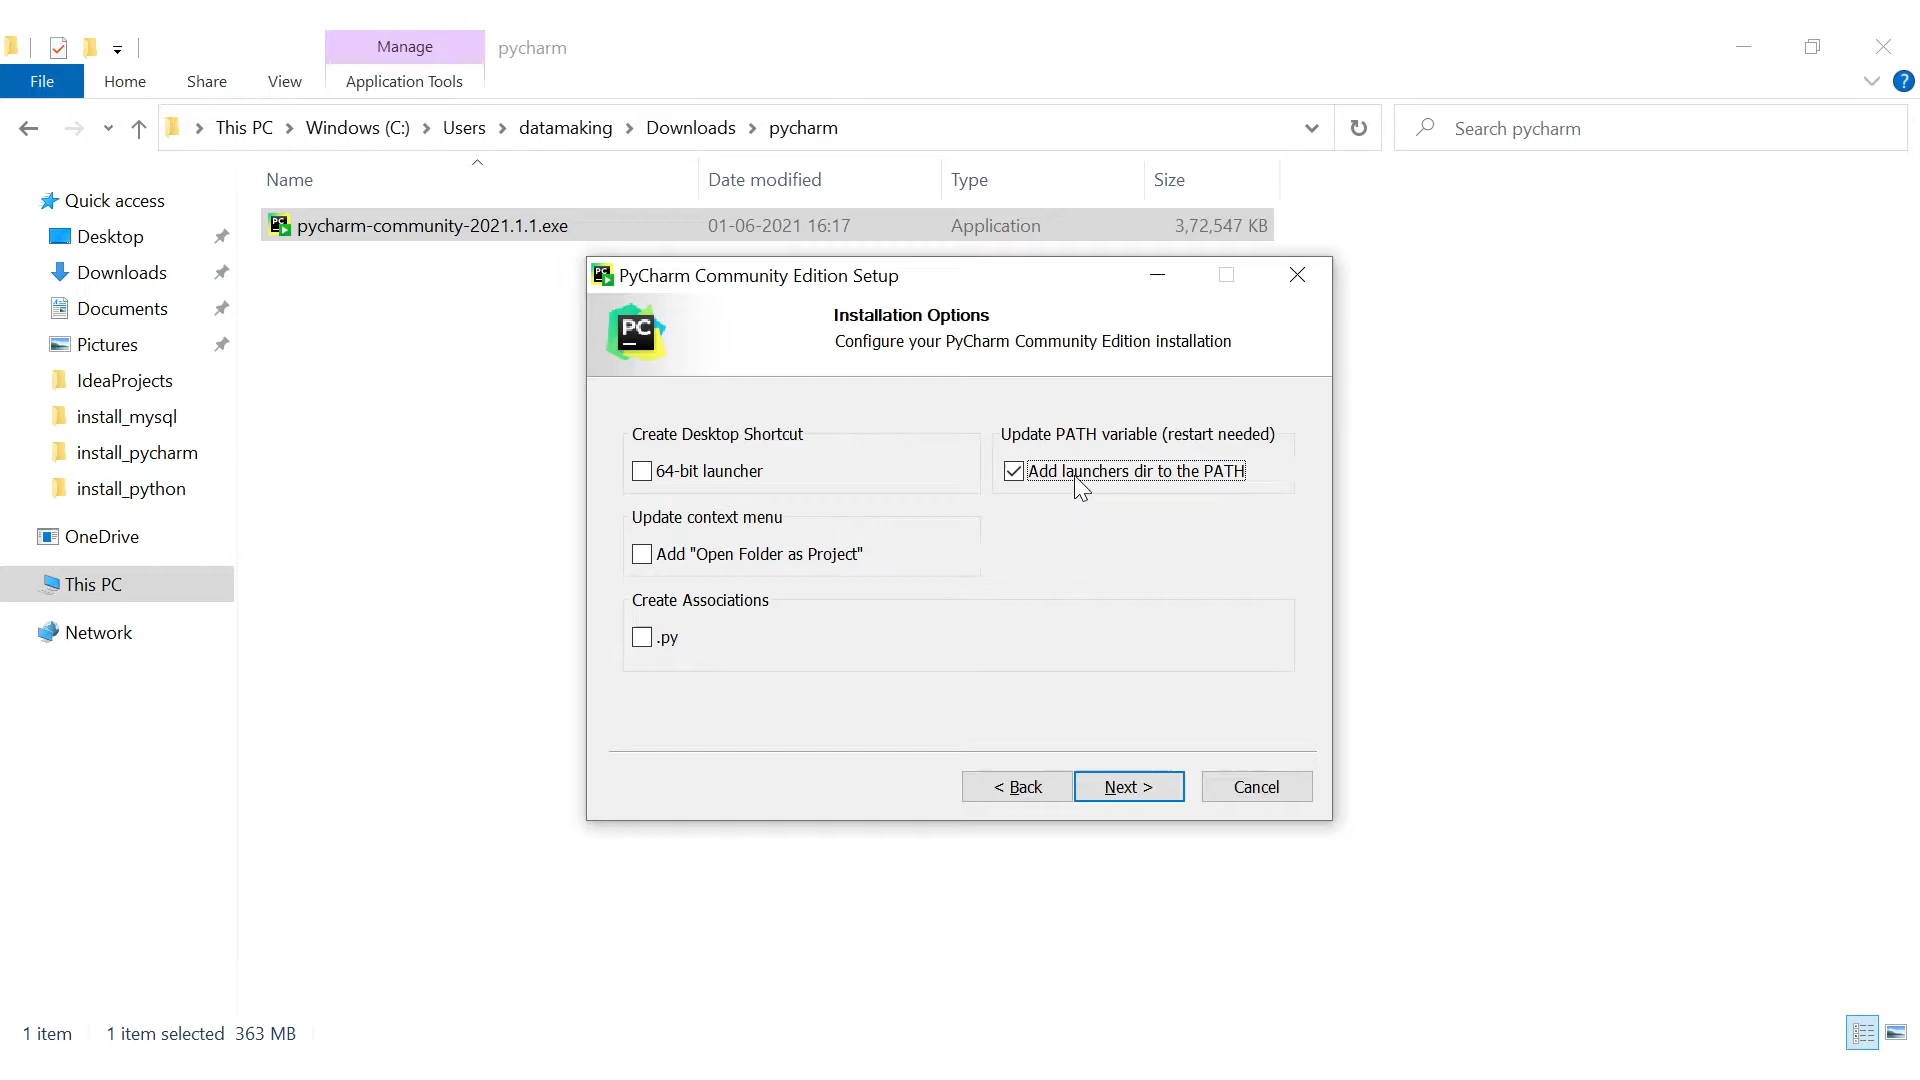 Manage
pycharm
File
Home
Share
View
Application Tools
?
This PC
Windows (C:)
Users
datamaking
Downloads
pycharm
Search pycharm
Name
Date modified
Type
Size
Quick access
Desktop
Downloads
Documents
Pictures
IdeaProjects
install_mysql
install_pycharm
install_python
OneDrive
This PC
Network
PC pycharm-community-2021.1.1.exe
01-06-2021 16:17
Application
3,72,547 KB
PC PyCharm Community Edition Setup
PC
Installation Options
Configure your PyCharm Community Edition installation
Create Desktop Shortcut
64-bit launcher
Update PATH variable (restart needed)
Add launchers dir to the PATH
Update context menu
Add "Open Folder as Project"
Create Associations
.py
< Back
Next >
Cancel
1 item
1 item selected 363 MB